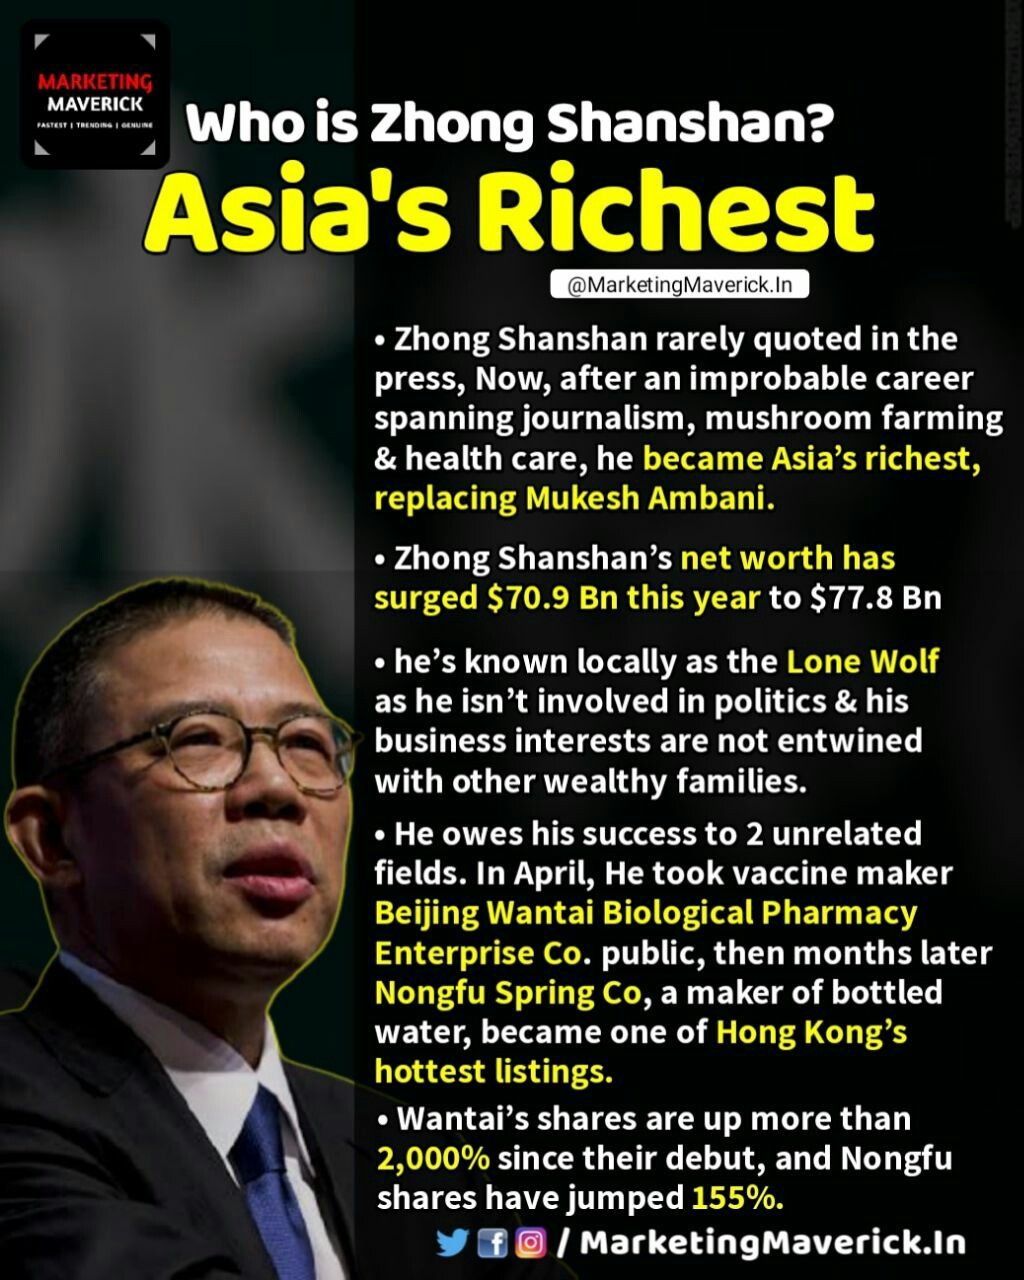 MARKETING
MAVERICK
FASTEST | TRENDING | GENUINE
Who is Zhong Shanshan?
Asia's Richest
@MarketingMaverick.In
• Zhong Shanshan rarely quoted in the
press, Now, after an improbable career
spanning journalism, mushroom farming
& health care, he became Asia’s richest,
replacing Mukesh Ambani.
• Zhong Shanshan’s net worth has
surged $70.9 Bn this year to $77.8 Bn
• he’s known locally as the Lone Wolf
as he isn’t involved in politics & his
business interests are not entwined
with other wealthy families.
• He owes his success to 2 unrelated
fields. In April, He took vaccine maker
Beijing Wantai Biological Pharmacy
Enterprise Co. public, then months later
Nongfu Spring Co, a maker of bottled
water, became one of Hong Kong’s
hottest listings.
• Wantai’s shares are up more than
2,000% since their debut, and Nongfu
shares have jumped 155%.
/ MarketingMaverick.In